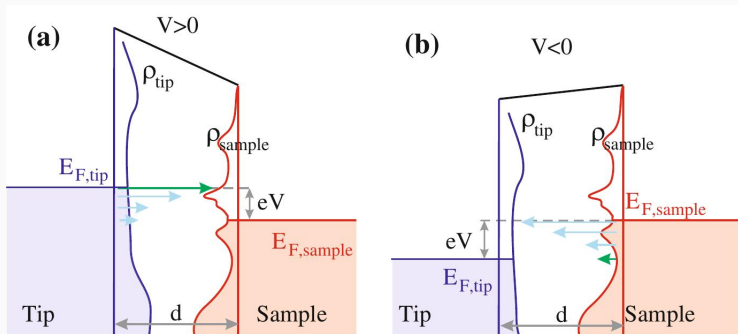 (a)
V>0
ρtip
ρsample
EF,tip
eV
EF,sample
Tip
d
Sample
(b)
V<0
ρtip
ρsample
EF,sample
eV
EF,tip
Tip
d
Sample